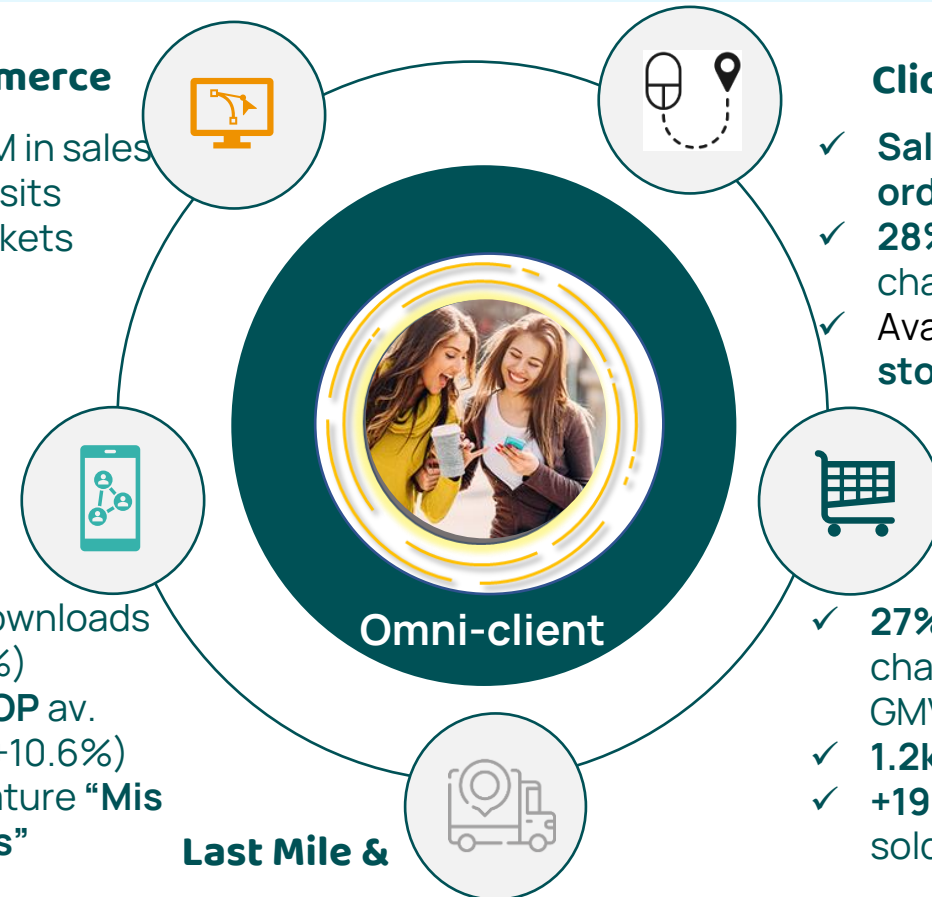 merce
M in sales
sits
kets
Clic
✓ Sal
ord
✓ 28%
cha
✓ Ava
sto
Omni-client
ownloads
%)
OP av.
-10.6%)
ature “Mis
s”
Last Mile &
✓ 27%
cha
GMV
✓ 1.2k
✓ +19
sold